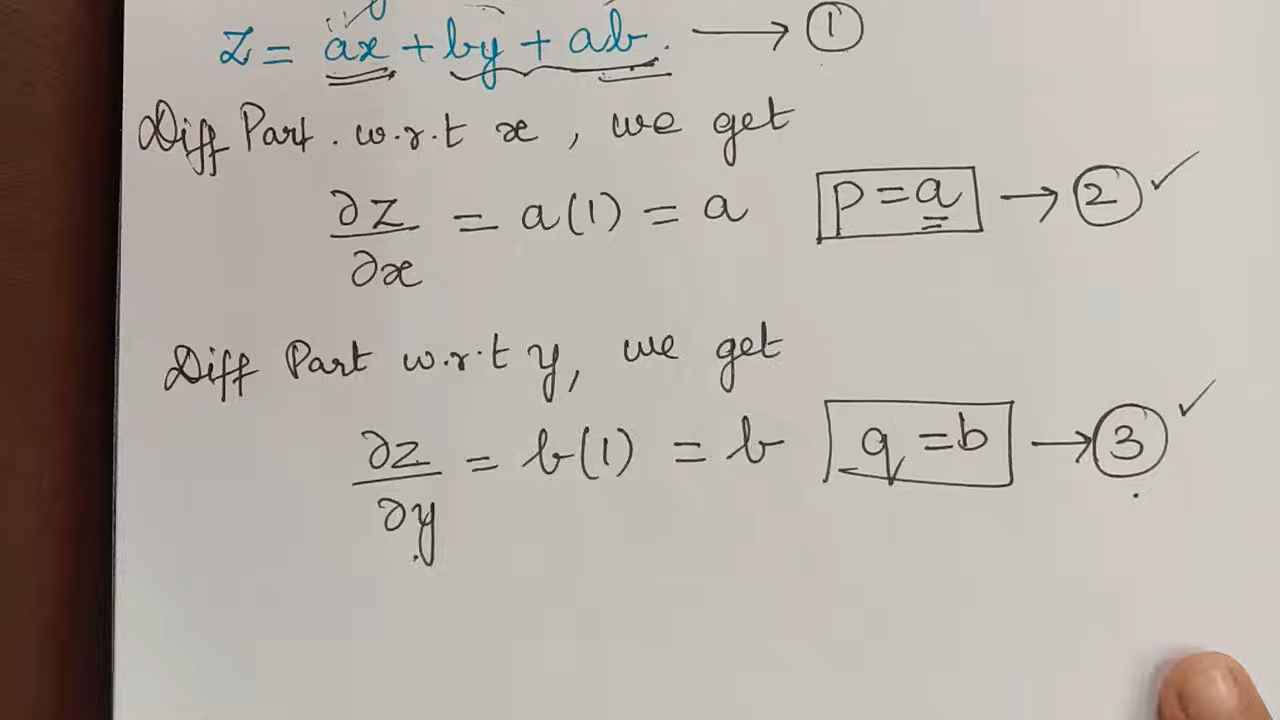 z = ax + by + ab. → ①
Diff Part. w.r.t x, we get
∂z/∂x = a(1) = a p = a → ② ✓
Diff Part w.r.t y, we get
∂z/∂y = b(1) = b q = b → ③ ✓